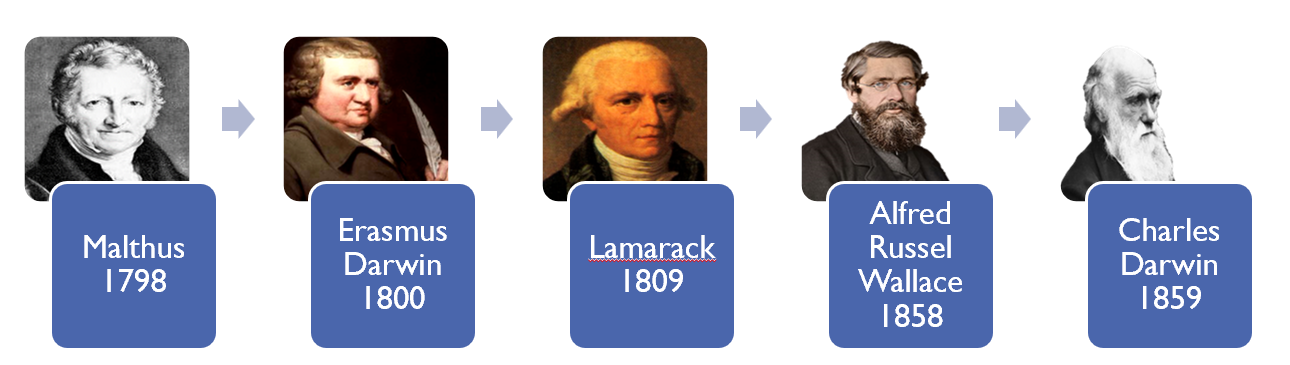 Malthus
1798
Erasmus
Darwin
1800
Lamarack
1809
Alfred
Russel
Wallace
1858
Charles
Darwin
1859